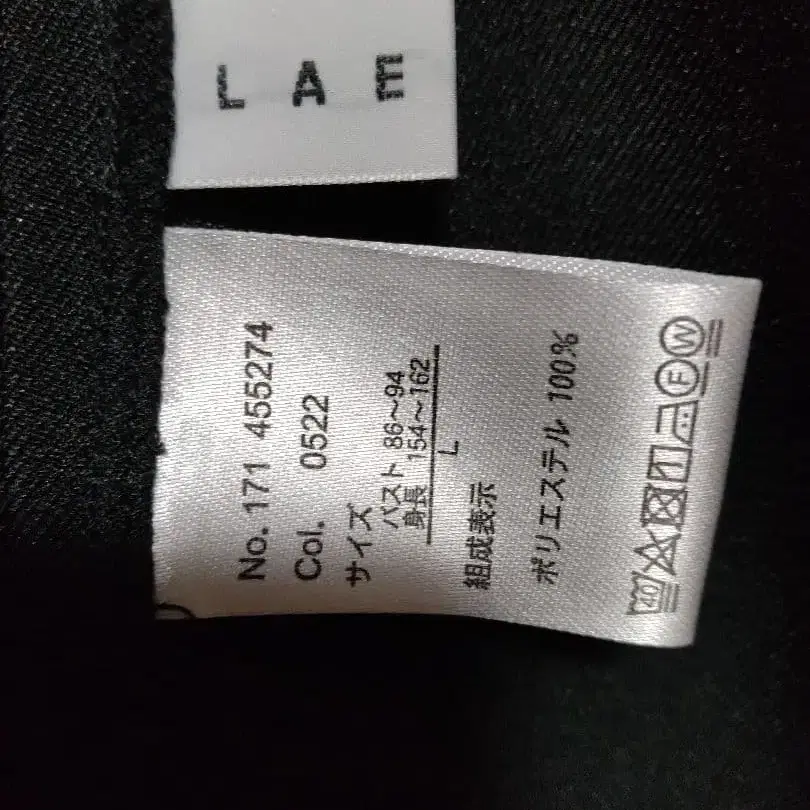 L A E
No. 171 455274
Col. 0522
サイズ
バスト 86～94
身長 154～162
L
組成表示
ポリエステル 100%
40 F W